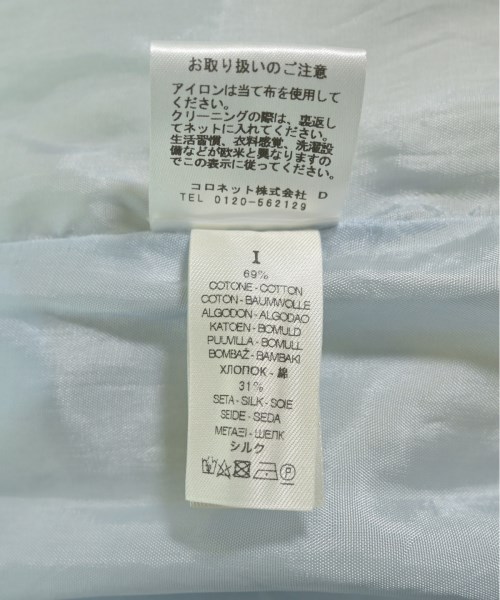 お取り扱いのご注意
アイロンは当て布を使用して
ください。
クリーニングの際は、裏返し
てネットに入れてください。
生活習慣、衣料感覚、洗濯設
備などが欧米と異なりますの
でこの表示に従ってください。
コロネット株式会社 D
TEL 0120-562129
I
69%
COTONE-COTTON
COTON-BAUMWOLLE
ALGODON-ALGODAO
KATOEN-BOMULD
PUUVILLA-BOMULL
BOMBAŽ-BAMBAKI
ХЛОПОК-綿
31%
SETA-SILK-SOIE
SEIDE-SEDA
METAΞI-ШЕЛК
シルク
P